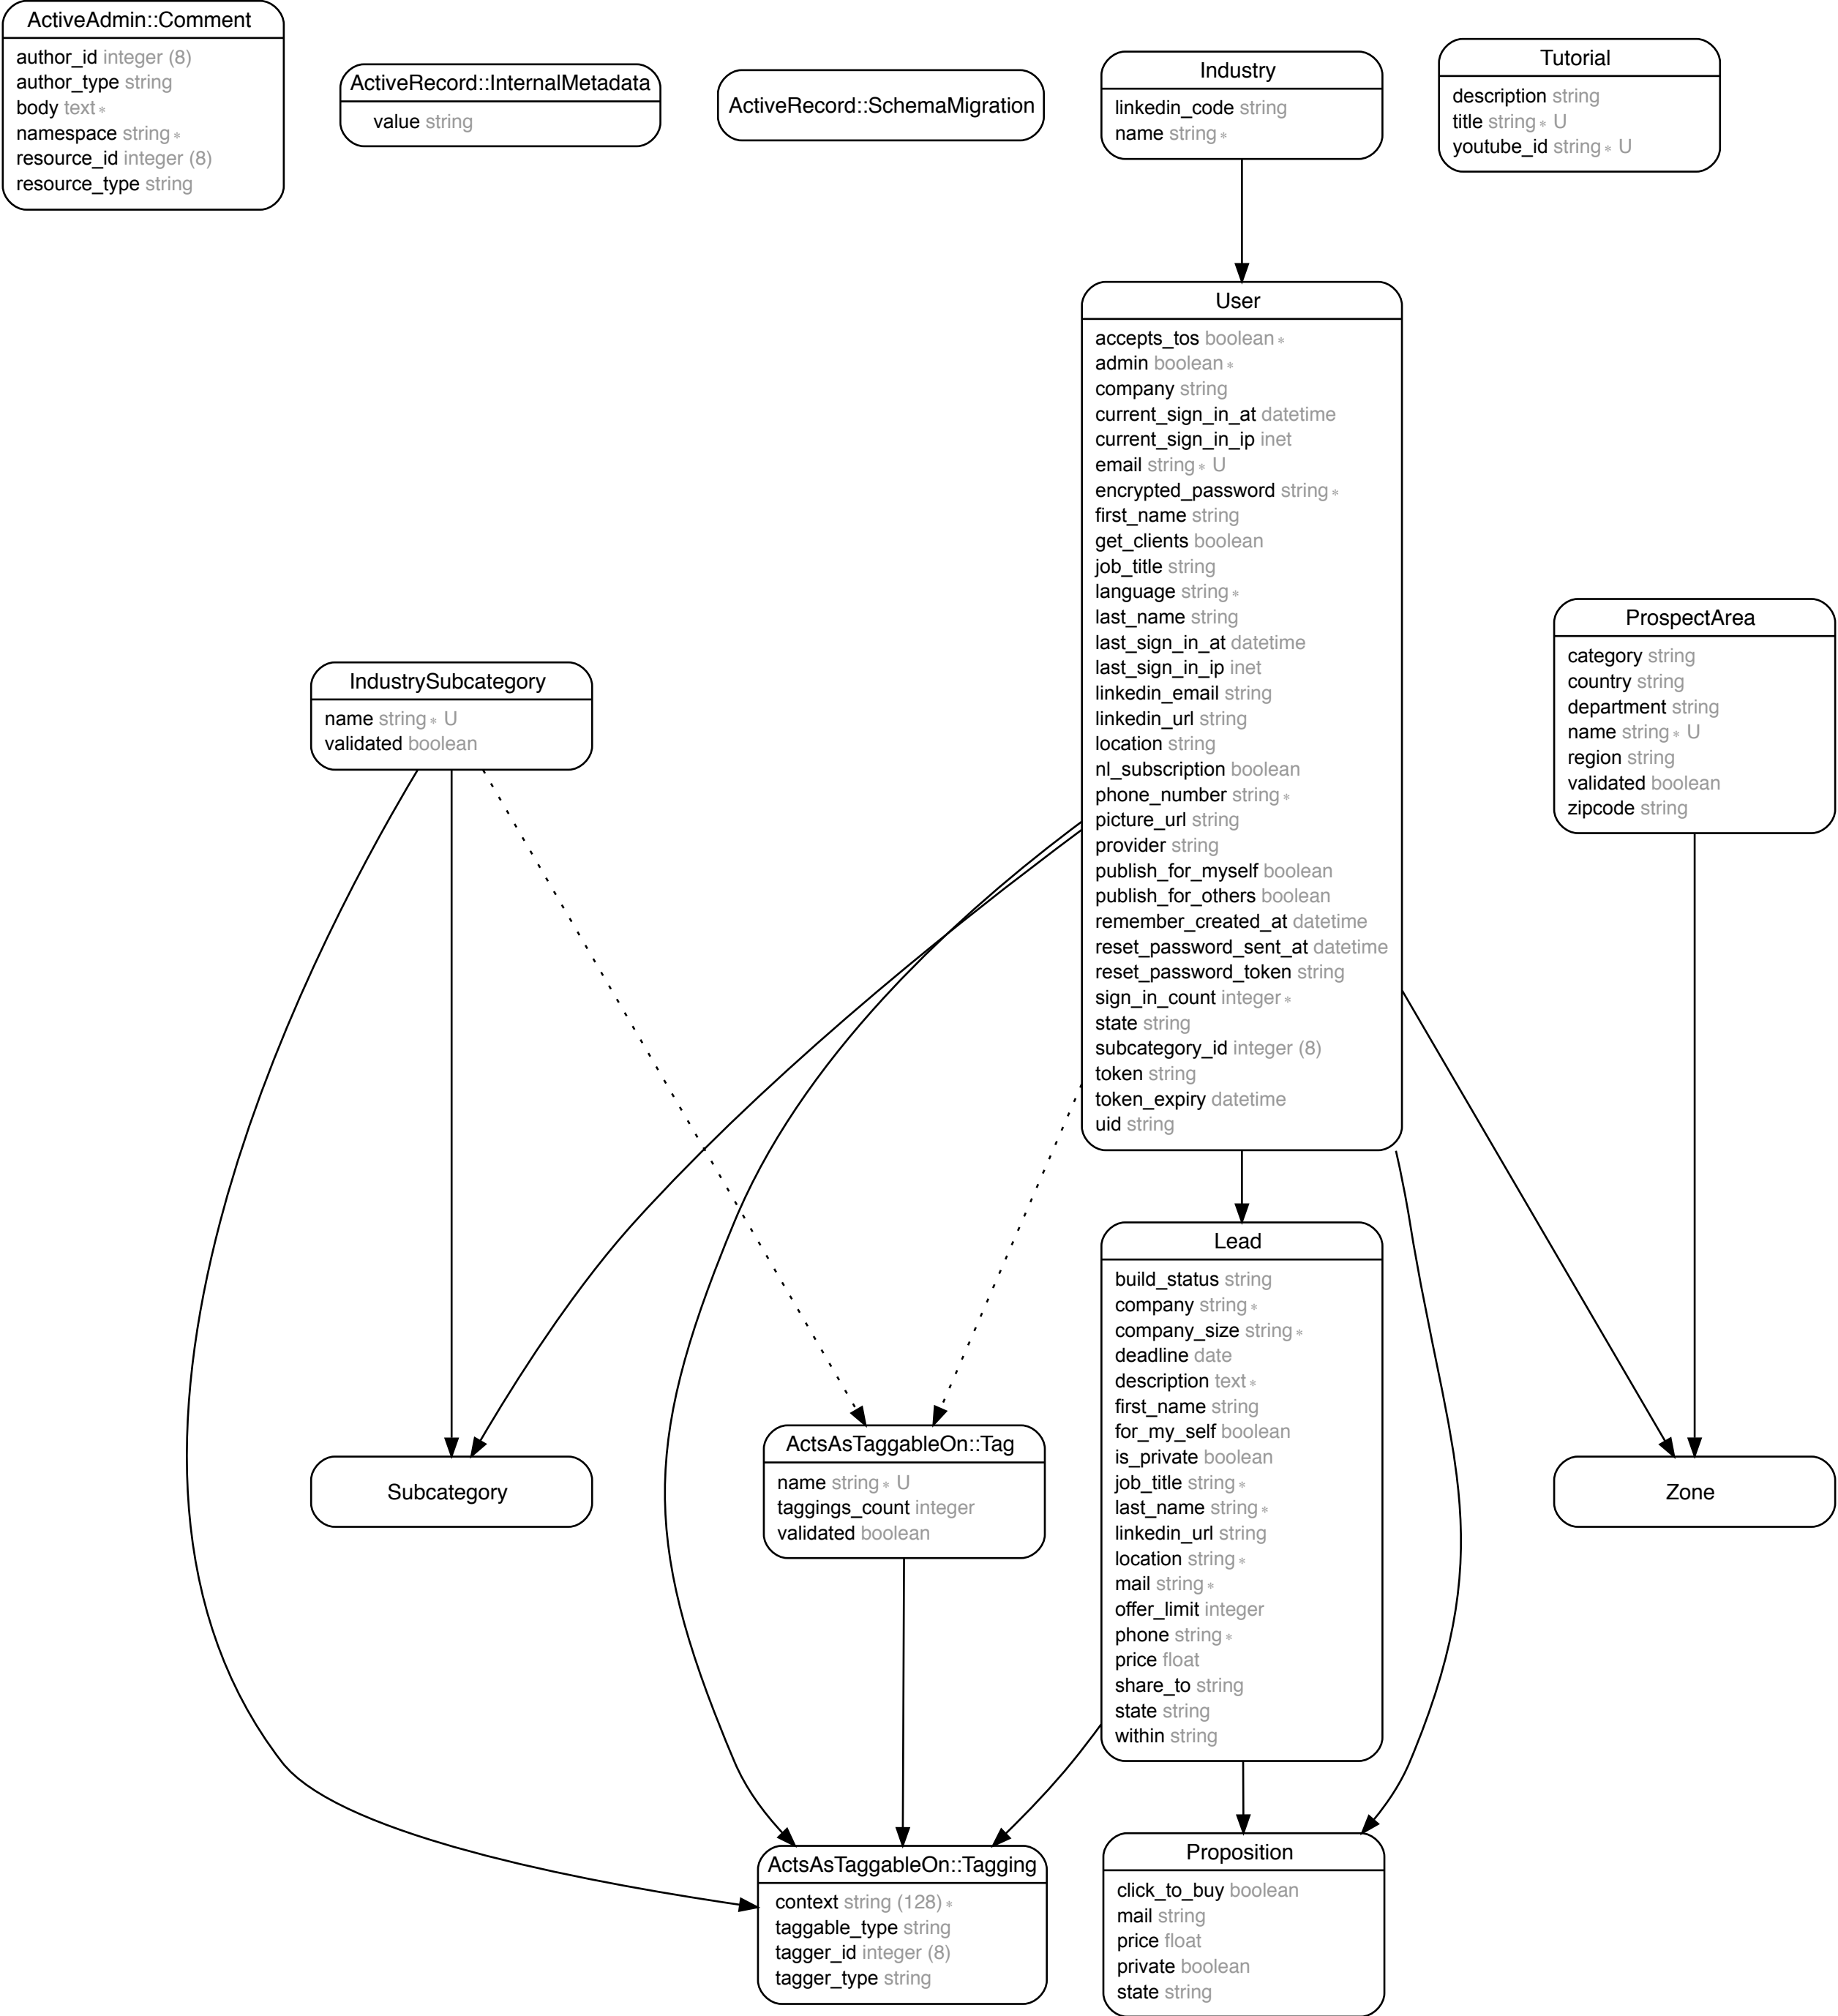 ActiveAdmin::Comment
author_id integer (8)
author_type string
body text *
namespace string *
resource_id integer (8)
resource_type string
ActiveRecord::InternalMetadata
value string
ActiveRecord::SchemaMigration
Industry
linkedin_code string
name string *
Tutorial
description string
title string * U
youtube_id string * U
User
accepts_tos boolean *
admin boolean *
company string
current_sign_in_at datetime
current_sign_in_ip inet
email string * U
encrypted_password string *
first_name string
get_clients boolean
job_title string
language string *
last_name string
last_sign_in_at datetime
last_sign_in_ip inet
linkedin_email string
linkedin_url string
location string
nl_subscription boolean
phone_number string *
picture_url string
provider string
publish_for_myself boolean
publish_for_others boolean
remember_created_at datetime
reset_password_sent_at datetime
reset_password_token string
sign_in_count integer *
state string
subcategory_id integer (8)
token string
token_expiry datetime
uid string
IndustrySubcategory
name string * U
validated boolean
ProspectArea
category string
country string
department string
name string * U
region string
validated boolean
zipcode string
Lead
build_status string
company string *
company_size string *
deadline date
description text *
first_name string
for_my_self boolean
is_private boolean
job_title string *
last_name string *
linkedin_url string
location string *
mail string *
offer_limit integer
phone string *
price float
share_to string
state string
within string
Subcategory
ActsAsTaggableOn::Tag
name string * U
taggings_count integer
validated boolean
Zone
ActsAsTaggableOn::Tagging
context string (128) *
taggable_type string
tagger_id integer (8)
tagger_type string
Proposition
click_to_buy boolean
mail string
price float
private boolean
state string